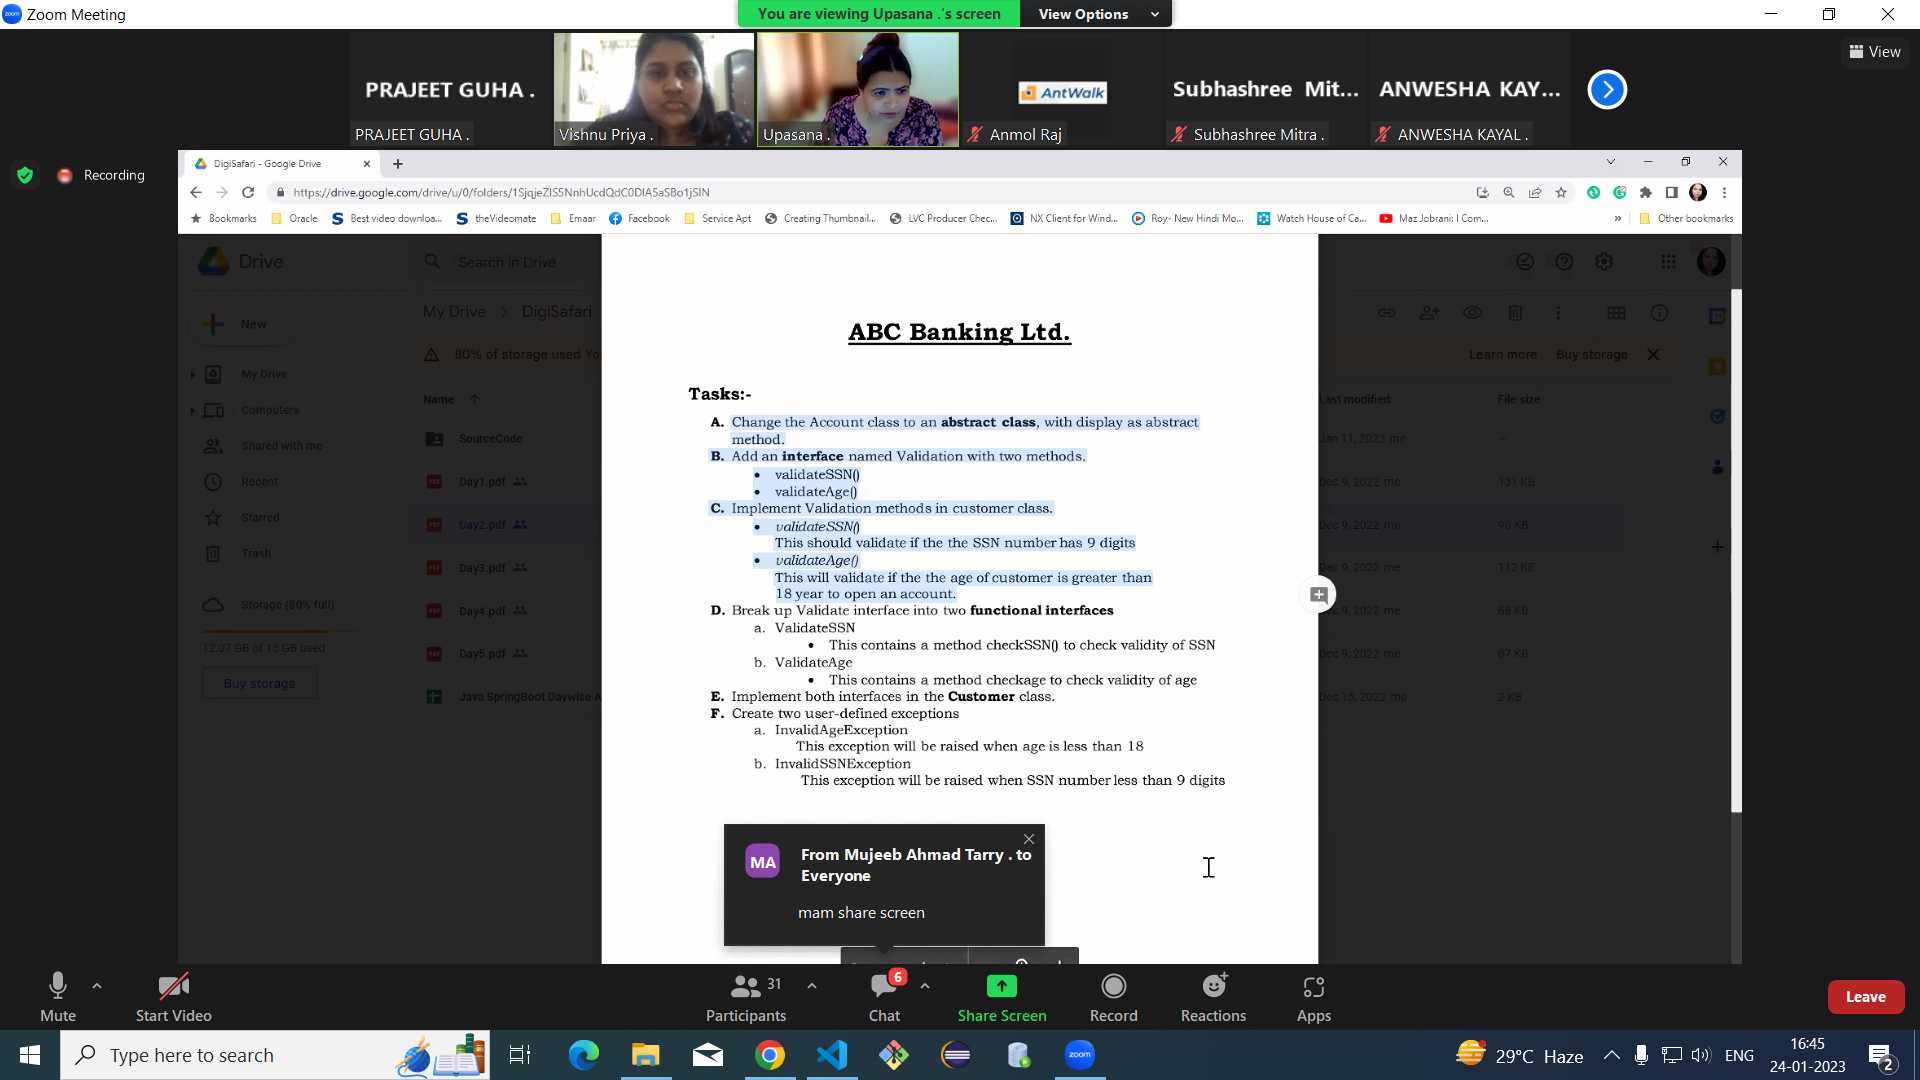 Zoom Meeting
You are viewing Upasana .'s screen
View Options
View
PRAJEET GUHA .
PRAJEET GUHA .
Vishnu Priya .
Upasana .
AntWalk
Anmol Raj
Subhashree Mit...
Subhashree Mitra .
ANWESHA KAY...
ANWESHA KAYAL .
Recording
DigiSafari - Google Drive
https://drive.google.com/drive/u/0/folders/1SjqjeZlS5NnhUcdQdC0DlA5aSBo1jSlN
Bookmarks
Oracle
Best video downloa...
theVideomate
Emaar
Facebook
Service Apt
Creating Thumbnail...
LVC Producer Chec...
NX Client for Wind...
Roy- New Hindi Mo...
Watch House of Ca...
Maz Jobrani: I Com...
Other bookmarks
Drive
Search in Drive
New
My Drive
Computers
Shared with me
Recent
Starred
Trash
Storage (80% full)
12.07 GB of 15 GB used
Buy storage
My Drive > DigiSafari
80% of storage used
Learn more
Buy storage
Name
Last modified
File size
SourceCode
Jan 11, 2023 me
Day1.pdf
Dec 9, 2022 me
131 KB
Day2.pdf
Dec 9, 2022 me
90 KB
Day3.pdf
Dec 9, 2022 me
112 KB
Day4.pdf
Dec 9, 2022 me
66 KB
Day5.pdf
Dec 9, 2022 me
87 KB
Java SpringBoot Daywise A
Dec 15, 2022 me
2 KB
ABC Banking Ltd.
Tasks:-
A. Change the Account class to an abstract class, with display as abstract
method.
B. Add an interface named Validation with two methods.
• validateSSN()
• validateAge()
C. Implement Validation methods in customer class.
• validateSSN()
This should validate if the the SSN number has 9 digits
• validateAge()
This will validate if the the age of customer is greater than
18 year to open an account.
D. Break up Validate interface into two functional interfaces
a. ValidateSSN
• This contains a method checkSSN() to check validity of SSN
b. ValidateAge
• This contains a method checkage to check validity of age
E. Implement both interfaces in the Customer class.
F. Create two user-defined exceptions
a. InvalidAgeException
This exception will be raised when age is less than 18
b. InvalidSSNException
This exception will be raised when SSN number less than 9 digits
MA
From Mujeeb Ahmad Tarry . to
Everyone
mam share screen
Mute
Start Video
31
Participants
6
Chat
Share Screen
Record
Reactions
Apps
Leave
Type here to search
zoom
29°C Haze
ENG
16:45
24-01-2023
2